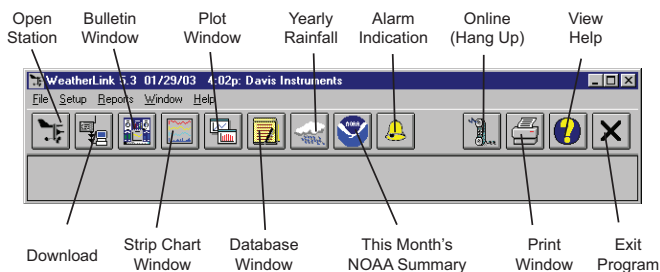 Open Bulletin Plot Yearly Alarm Online View
Station Window Window Rainfall Indication (Hang Up) Help
WeatherLink 5.3 01/29/03 4:02p: Davis Instruments
File Setup Reports Window Help
NOAA
Download Strip Chart Database This Month's Print Exit
Window Window NOAA Summary Window Program